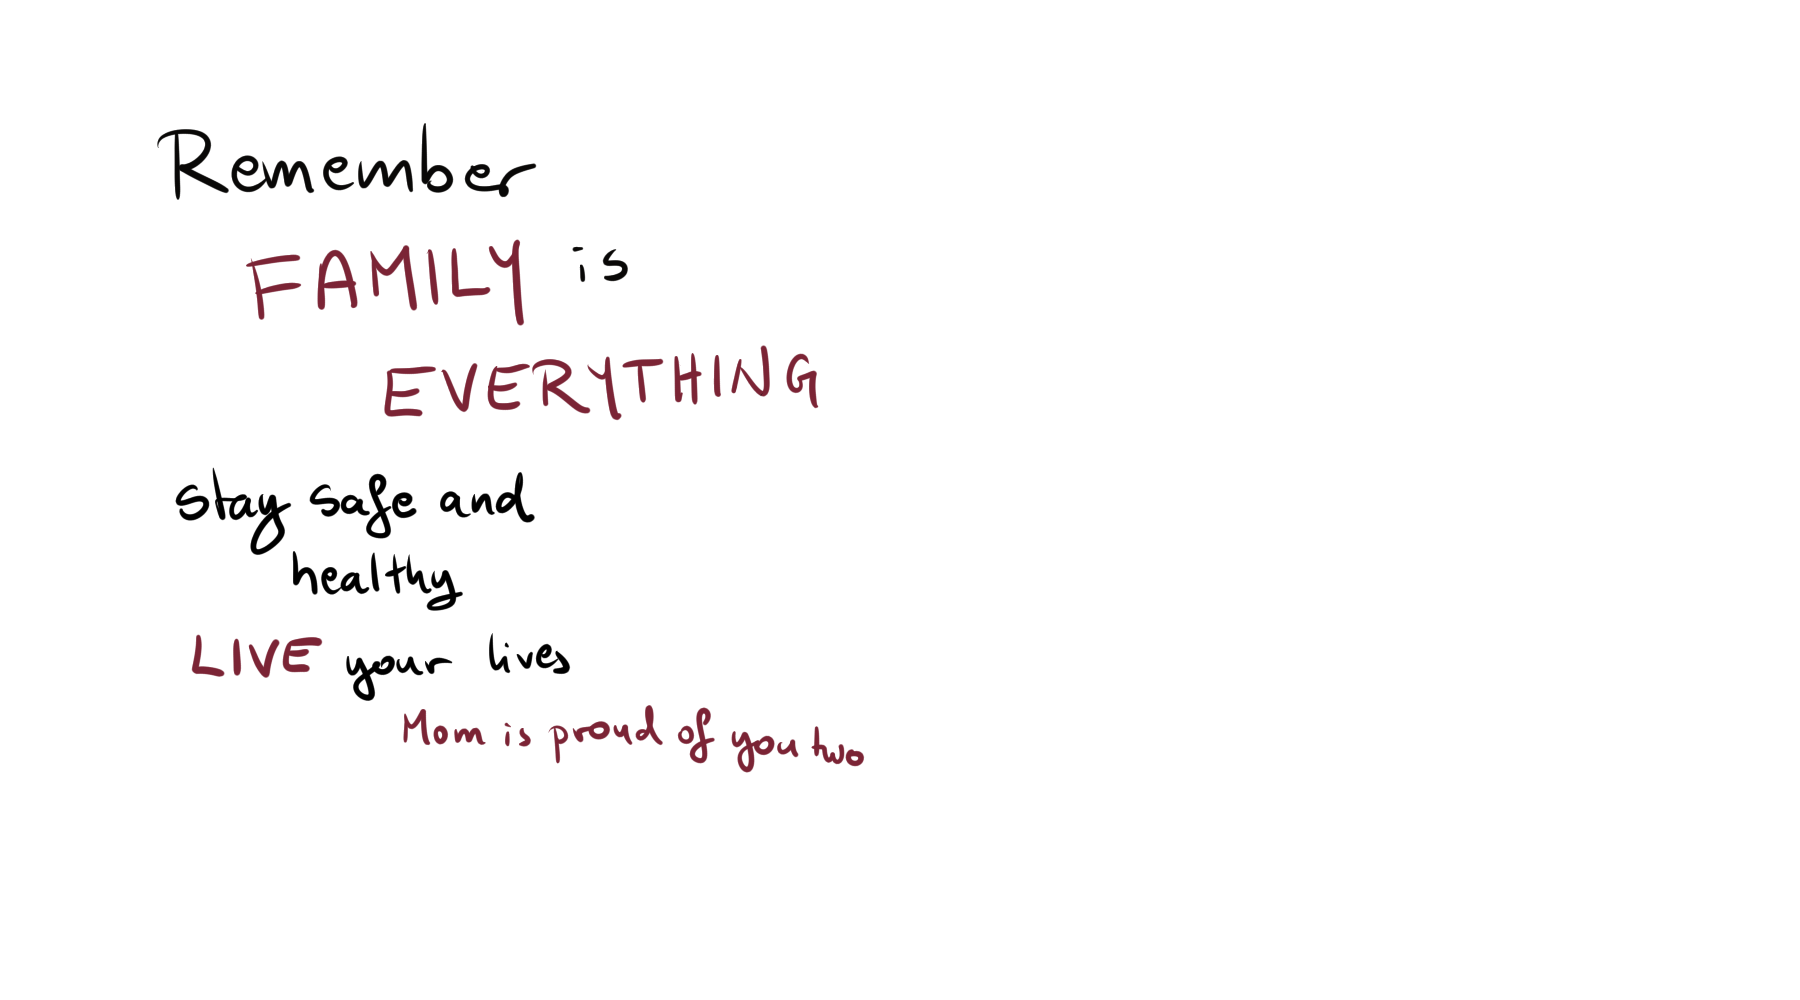 Remember
FAMILY is
EVERYTHING
stay safe and
healthy
LIVE your lives
Mom is proud of you two